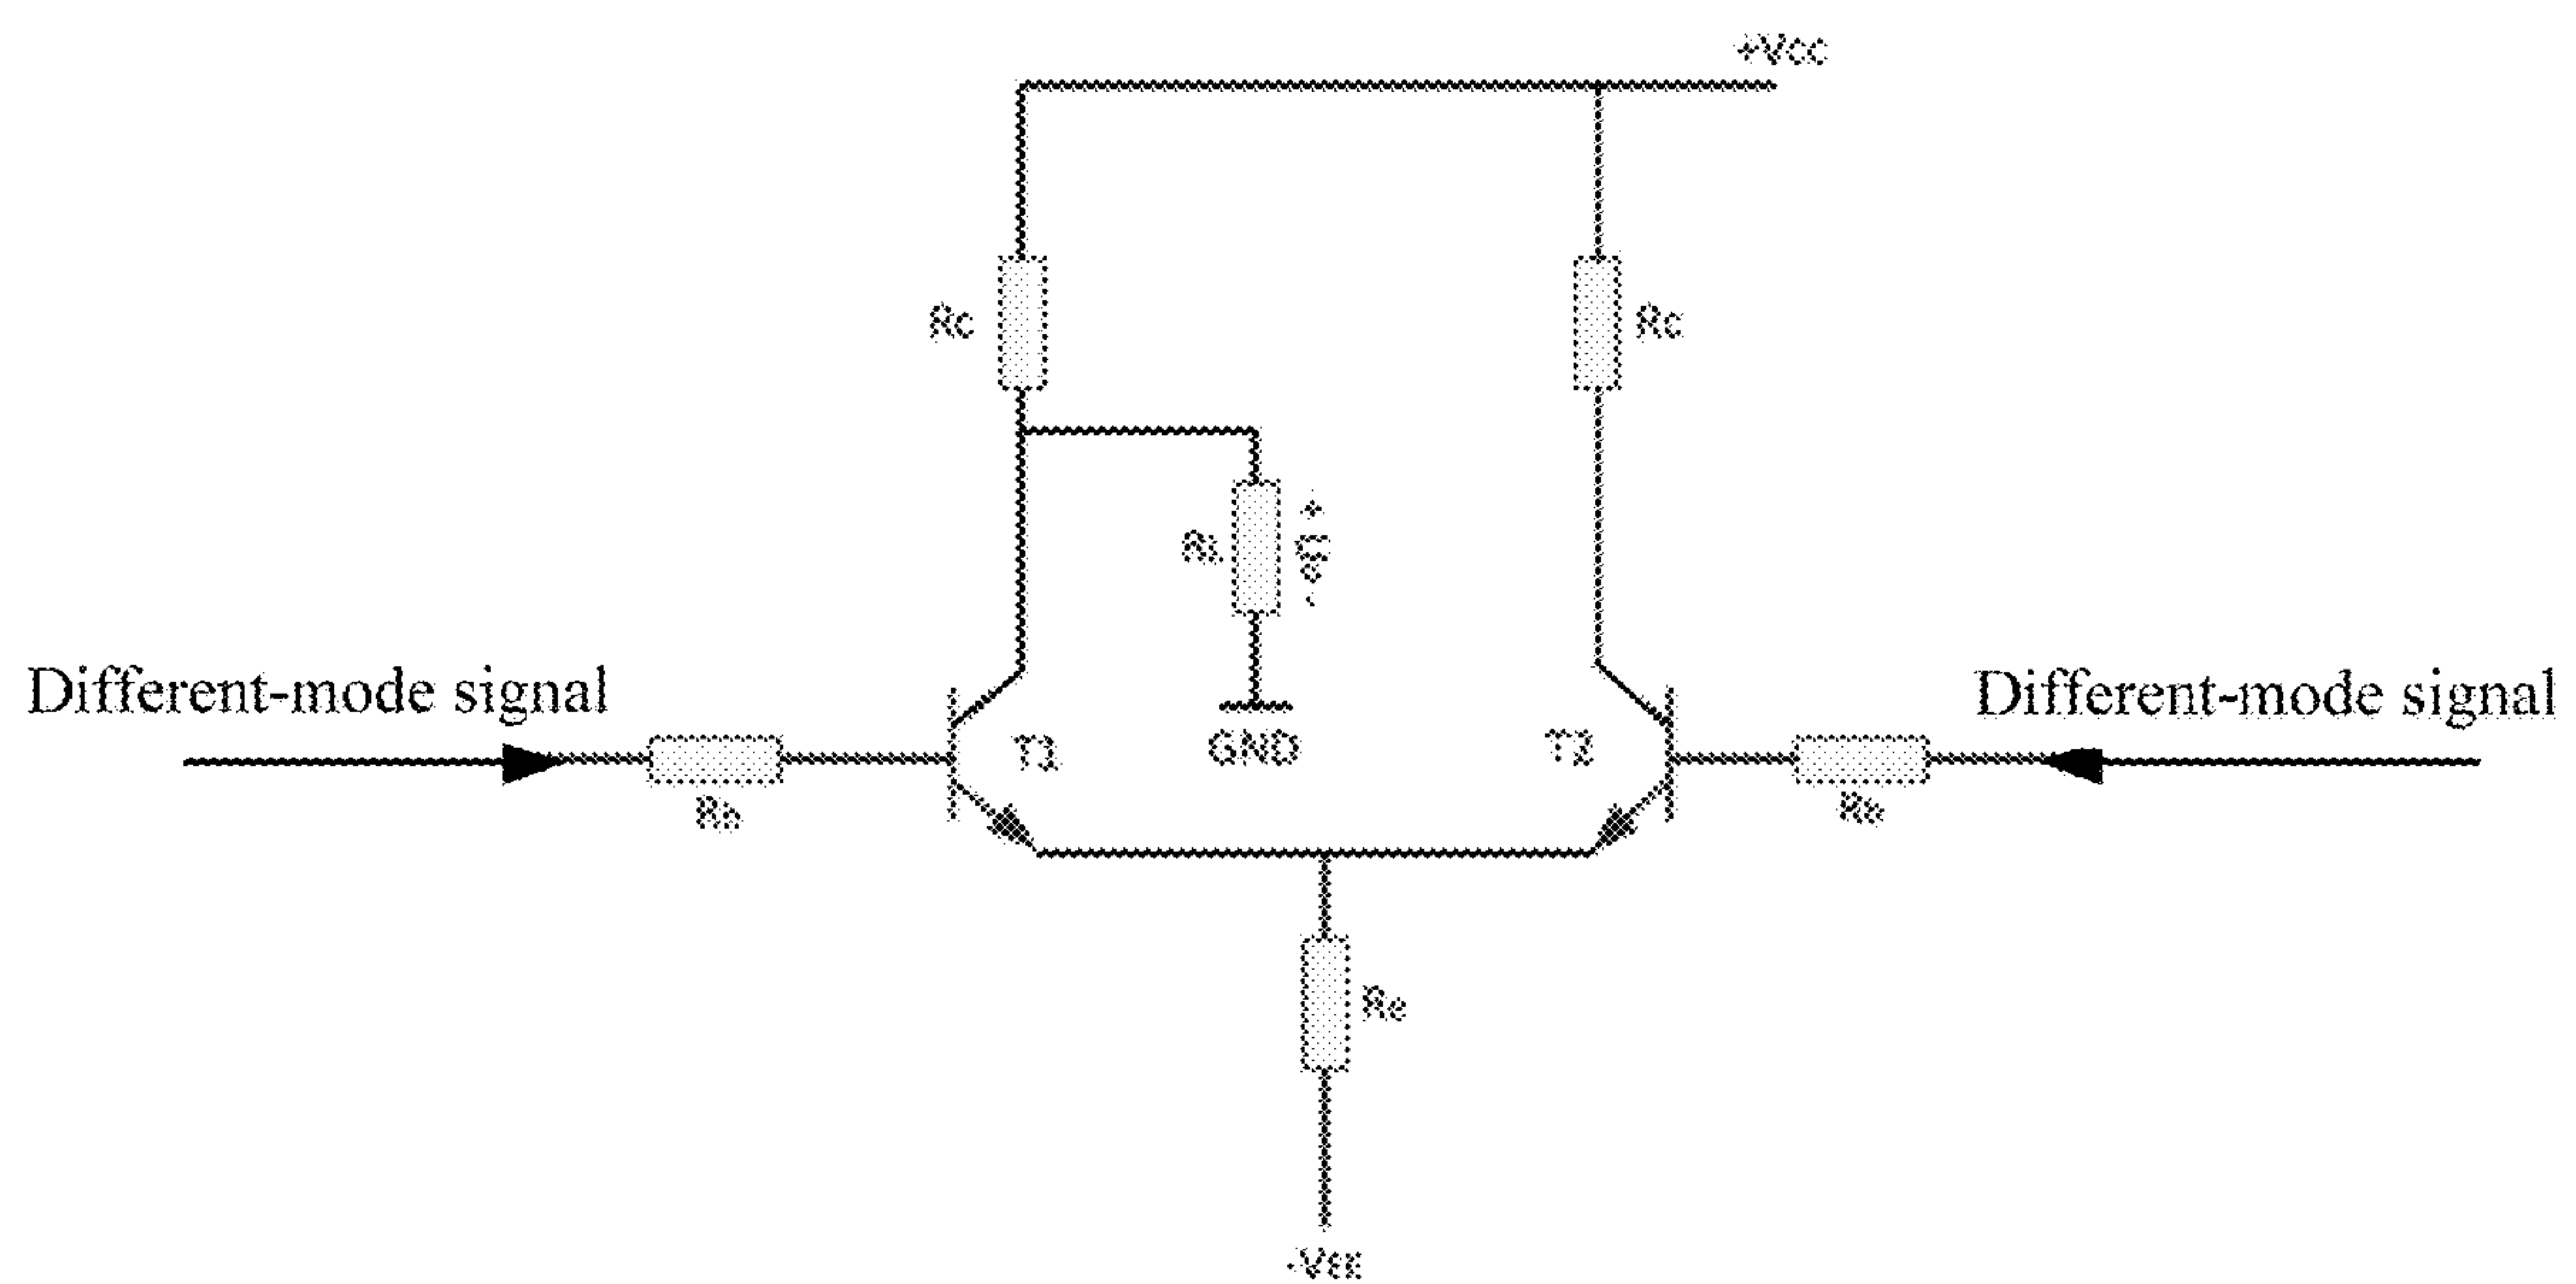 +VCC
Rc
Rc
RL
Different-mode signal
Different-mode signal
T1
GND
T2
Rb
Rb
Re
-VEE